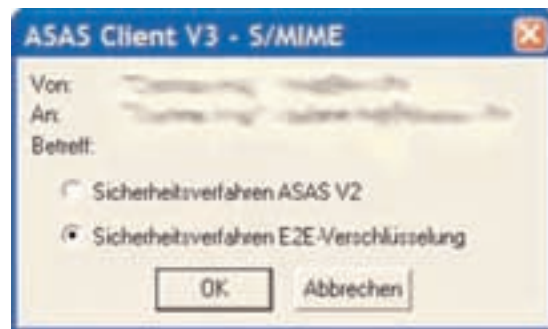 ASAS Client V3 - S/MIME
Von:
An:
Betreff:
Sicherheitsverfahren ASAS V2
Sicherheitsverfahren E2E-Verschlüsselung
OK
Abbrechen